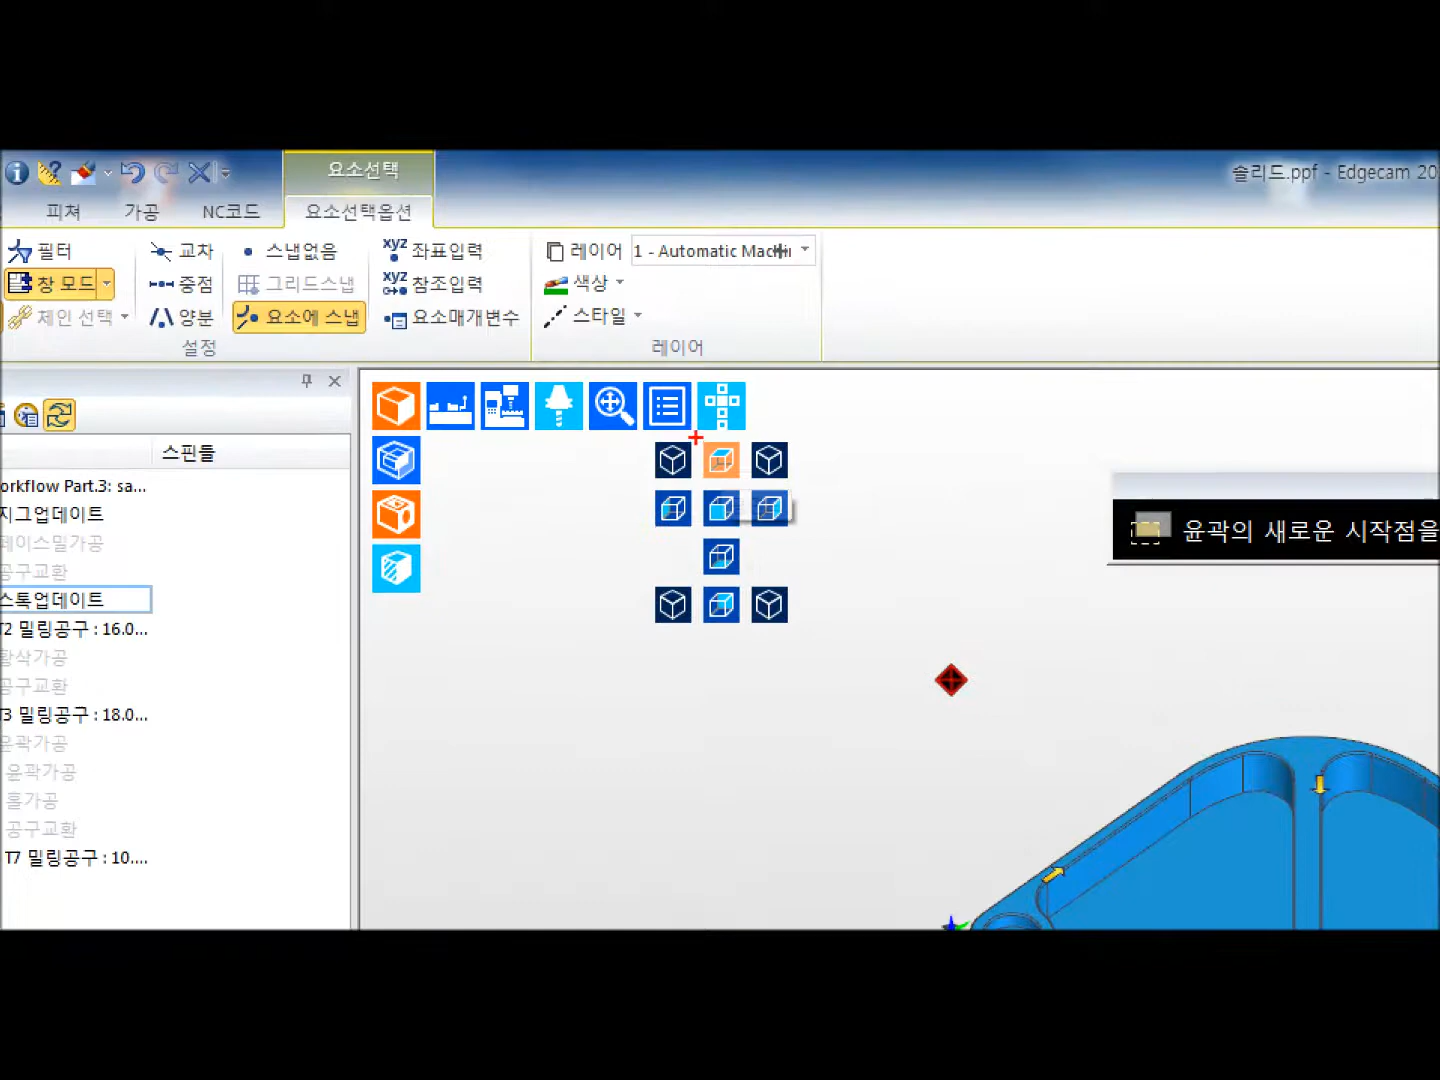 요소선택
솔리드.ppf - Edgecam 20
피쳐 가공 NC코드 요소선택옵션
필터 교차 스냅없음 xyz 좌표입력 레이어 1 - Automatic Machi
창 모드 중점 그리드스냅 xyz 참조입력 색상
체인 선택 양분 요소에 스냅 요소매개변수 스타일
설정 레이어
스핀들
orkflow Part.3: sa...
지그업데이트
페이스밀가공
공구교환
스톡업데이트
T2 밀링공구 : 16.0...
황삭가공
공구교환
T3 밀링공구 : 18.0...
윤곽가공
윤곽가공
홀가공
공구교환
T7 밀링공구 : 10....
윤곽의 새로운 시작점을